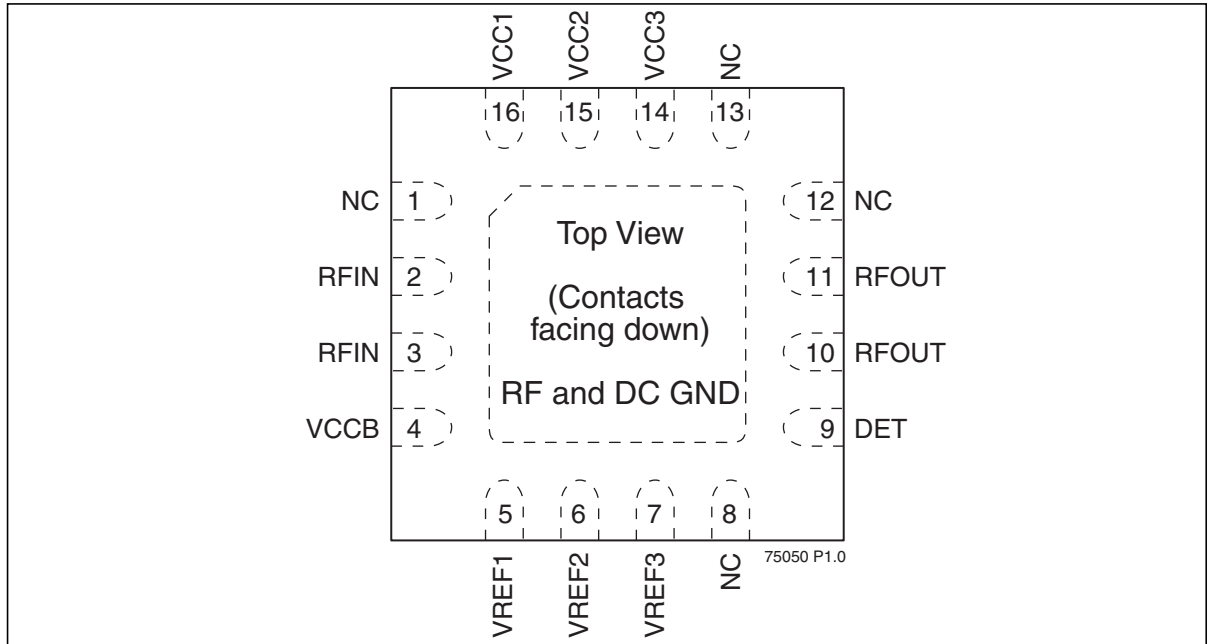 VCC1
VCC2
VCC3
NC
16
15
14
13
NC 1
12 NC
Top View
RFIN 2
11 RFOUT
(Contacts
facing down)
RFIN 3
10 RFOUT
RF and DC GND
VCCB 4
9 DET
5
6
7
8
VREF1
VREF2
VREF3
NC
75050 P1.0